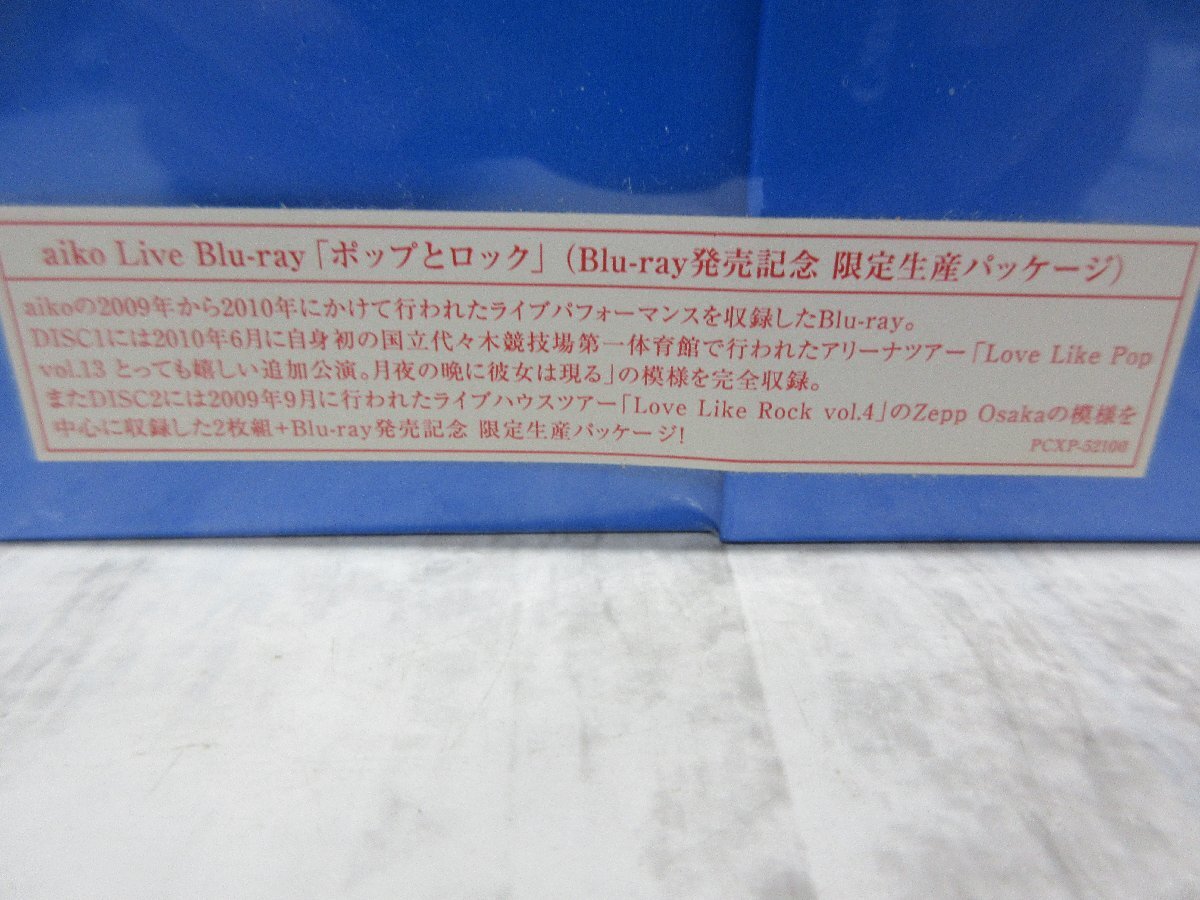 aiko Live Blu-ray「ポップとロック」(Blu-ray発売記念 限定生産パッケージ)
aikoの2009年から2010年にかけて行われたライブパフォーマンスを収録したBlu-ray。
DISC1には2010年6月に自身初の国立代々木競技場第一体育館で行われたアリーナツアー「Love Like Pop
vol.13 とっても嬉しい追加公演。月夜の晩に彼女は現る」の模様を完全収録。
またDISC2には2009年9月に行われたライブハウスツアー「Love Like Rock vol.4」のZepp Osakaの模様を
中心に収録した2枚組+Blu-ray発売記念 限定生産パッケージ!
PCXP-52100